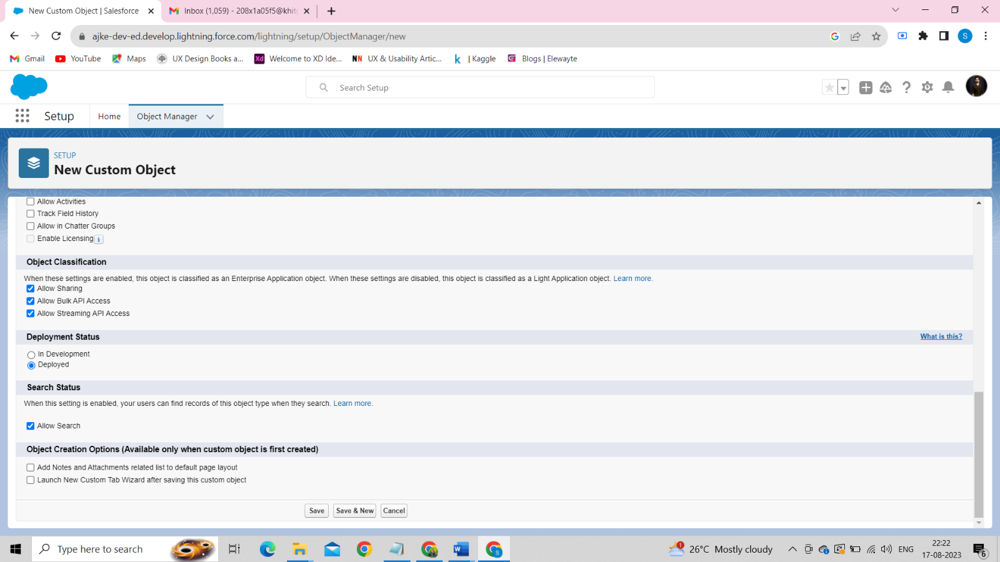 New Custom Object | Salesforce
Inbox (1,059) - 208x1a05f5@khit
ajke-dev-ed.develop.lightning.force.com/lightning/setup/ObjectManager/new
S
Gmail
YouTube
Maps
UX Design Books a...
Xd Welcome to XD Ide...
NN UX & Usability Artic...
k | Kaggle
Blogs | Elewayte
Search Setup
Setup
Home
Object Manager
SETUP
New Custom Object
Allow Activities
Track Field History
Allow in Chatter Groups
Enable Licensing i
Object Classification
When these settings are enabled, this object is classified as an Enterprise Application object. When these settings are disabled, this object is classified as a Light Application object. Learn more.
Allow Sharing
Allow Bulk API Access
Allow Streaming API Access
Deployment Status
What is this?
In Development
Deployed
Search Status
When this setting is enabled, your users can find records of this object type when they search. Learn more.
Allow Search
Object Creation Options (Available only when custom object is first created)
Add Notes and Attachments related list to default page layout
Launch New Custom Tab Wizard after saving this custom object
Save
Save & New
Cancel
Type here to search
1
26°C Mostly cloudy
ENG
22:22
17-08-2023
6